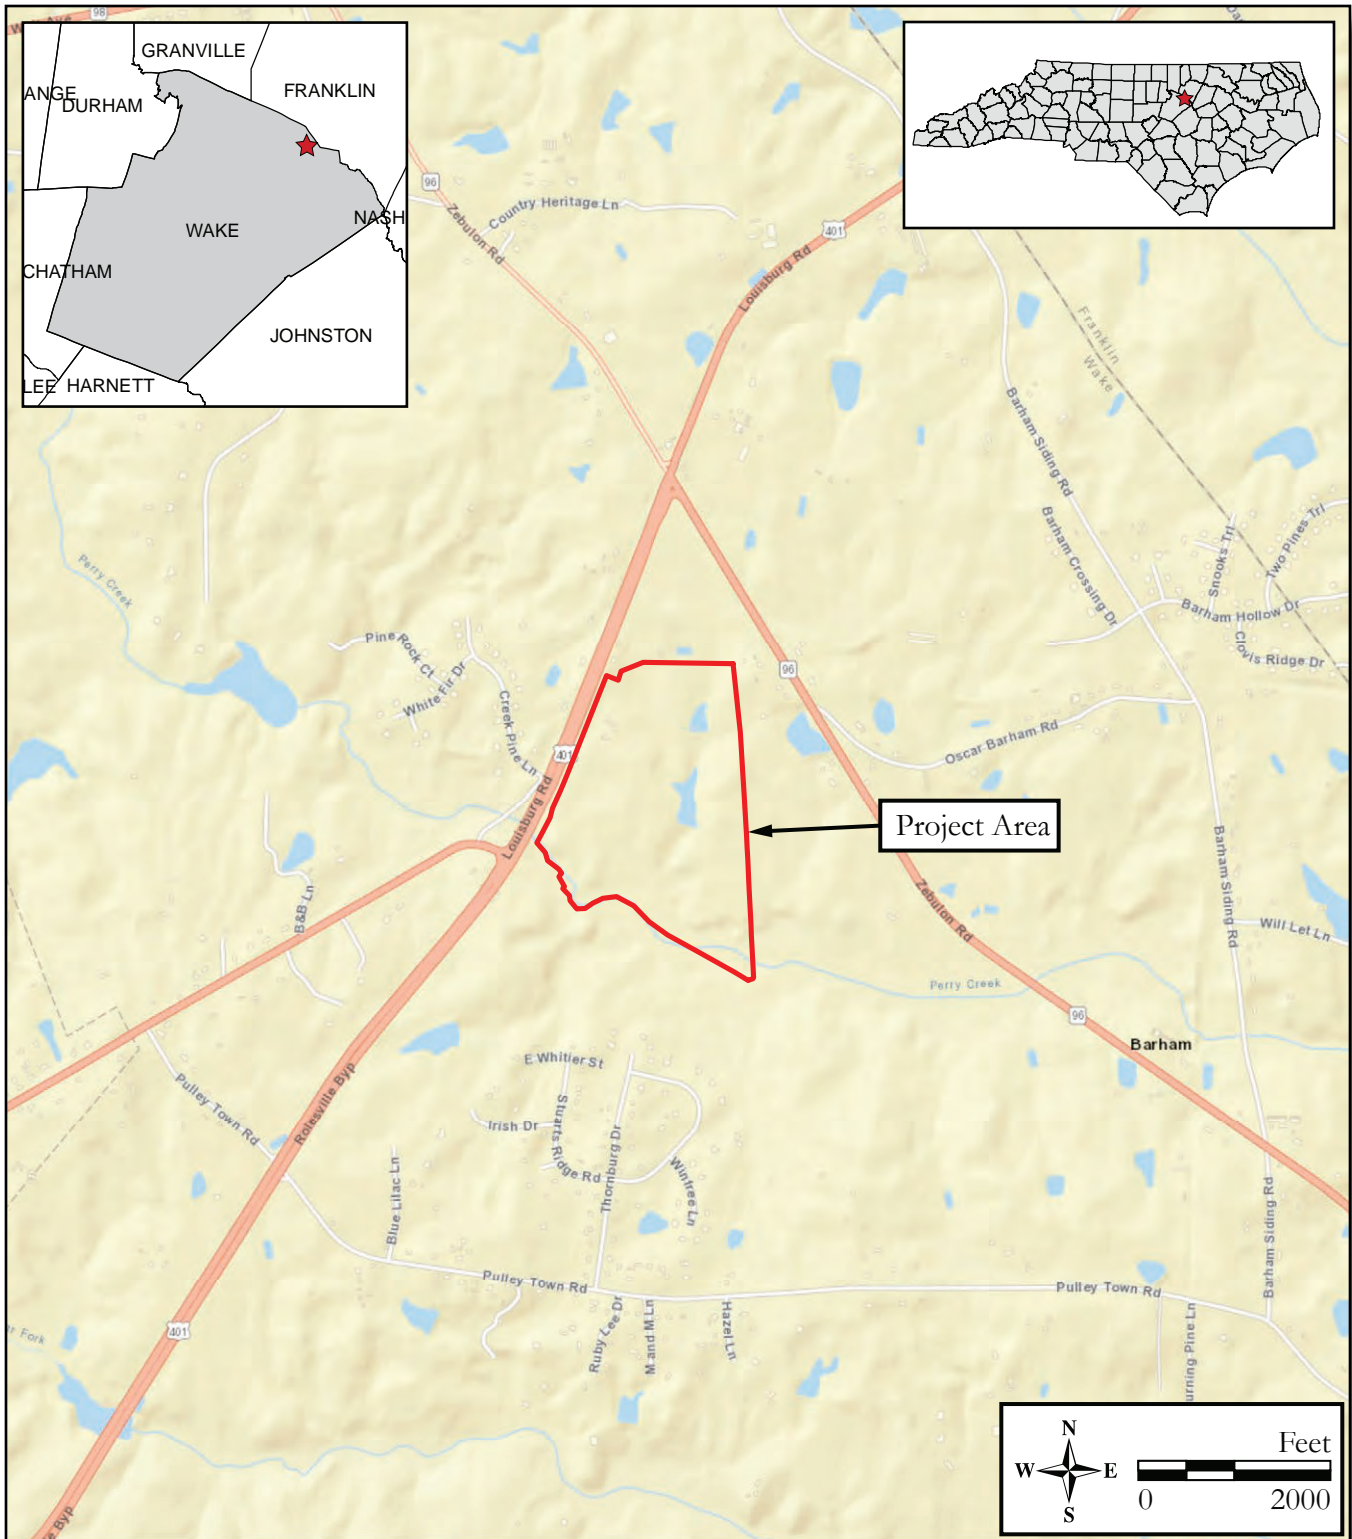 98
GRANVILLE
FRANKLIN
ANGE
DURHAM
WAKE
NASH
CHATHAM
JOHNSTON
LEE
HARNETT
96
Zebulon Rd
Country Heritage Ln
401
Louisburg Rd
Franklin
Wake
Barham Siding Rd
Barham Crossing Dr
Snooks Trl
Two Pines Trl
Barham Hollow Dr
Clovis Ridge Dr
Perry Creek
Pine Rock Ct
White Fir Dr
Creek Pine Ln
96
401
Oscar Barham Rd
Louisburg Rd
Project Area
B&B Ln
Zebulon Rd
Barham Siding Rd
Will Let Ln
Perry Creek
96
Barham
E Whitier St
Pulley Town Rd
Rolesville Byp
Stuarts Ridge Rd
Irish Dr
Thornburg Dr
Winfree Ln
Blue Lilac Ln
Barham Siding Rd
Pulley Town Rd
Pulley Town Rd
401
Fork
Ruby Lee Dr
M and M Ln
Hazel Ln
urning Pine Ln
N
W E
S
Feet
0 2000
Byp